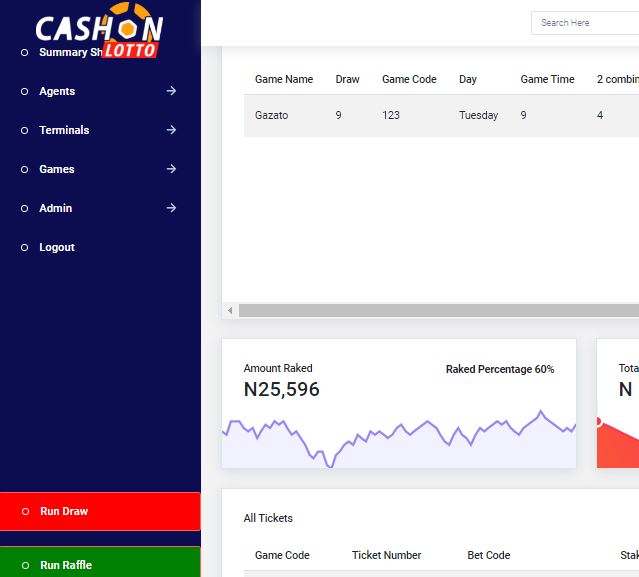 CASHON
LOTTO
Search Here
Summary Sh
Agents
Terminals
Games
Admin
Logout
Run Draw
Run Raffle
Game Name Draw Game Code Day Game Time 2 combin
Gazato 9 123 Tuesday 9 4
Amount Raked Raked Percentage 60%
N25,596
Tota
N
All Tickets
Game Code Ticket Number Bet Code Stak